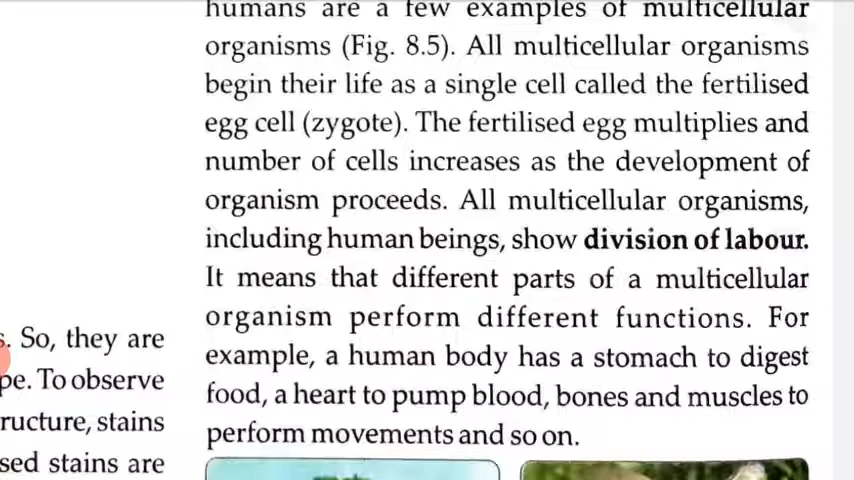 humans are a few examples of multicellular
organisms (Fig. 8.5). All multicellular organisms
begin their life as a single cell called the fertilised
egg cell (zygote). The fertilised egg multiplies and
number of cells increases as the development of
organism proceeds. All multicellular organisms,
including human beings, show division of labour.
It means that different parts of a multicellular
organism perform different functions. For
example, a human body has a stomach to digest
food, a heart to pump blood, bones and muscles to
perform movements and so on.
s. So, they are
pe. To observe
ructure, stains
sed stains are